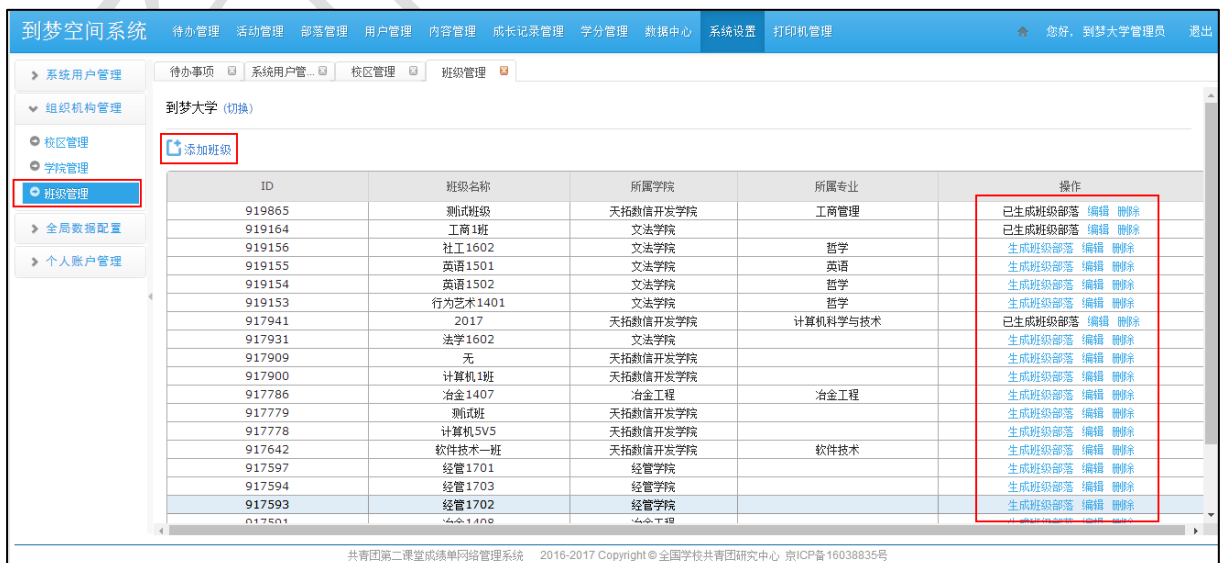 到梦空间系统 待办管理 活动管理 部落管理 用户管理 内容管理 成长记录管理 学分管理 数据中心 系统设置 打印机管理 您好，到梦大学管理员 退出
系统用户管理 待办事项 系统用户管... 校区管理 班级管理
组织机构管理 到梦大学 (切换)
校区管理 添加班级
学院管理
班级管理
全局数据配置
个人账户管理
ID 班级名称 所属学院 所属专业 操作
919865 测试班级 天拓数信开发学院 工商管理 已生成班级部落 编辑 删除
919164 工商1班 文法学院 已生成班级部落 编辑 删除
919156 社工1602 文法学院 哲学 生成班级部落 编辑 删除
919155 英语1501 文法学院 英语 生成班级部落 编辑 删除
919154 英语1502 文法学院 哲学 生成班级部落 编辑 删除
919153 行为艺术1401 文法学院 哲学 生成班级部落 编辑 删除
917941 2017 天拓数信开发学院 计算机科学与技术 已生成班级部落 编辑 删除
917931 法学1602 文法学院 生成班级部落 编辑 删除
917909 无 天拓数信开发学院 生成班级部落 编辑 删除
917900 计算机1班 天拓数信开发学院 生成班级部落 编辑 删除
917786 冶金1407 冶金工程 冶金工程 生成班级部落 编辑 删除
917779 测试班 天拓数信开发学院 生成班级部落 编辑 删除
917778 计算机5V5 天拓数信开发学院 生成班级部落 编辑 删除
917642 软件技术一班 天拓数信开发学院 软件技术 生成班级部落 编辑 删除
917597 经管1701 经管学院 生成班级部落 编辑 删除
917594 经管1703 经管学院 生成班级部落 编辑 删除
917593 经管1702 经管学院 生成班级部落 编辑 删除
917591 冶金1408 冶金工程 生成班级部落 编辑 删除
共青团第二课堂成绩单网络管理系统 2016-2017 Copyright © 全国学校共青团研究中心 京ICP备16038835号